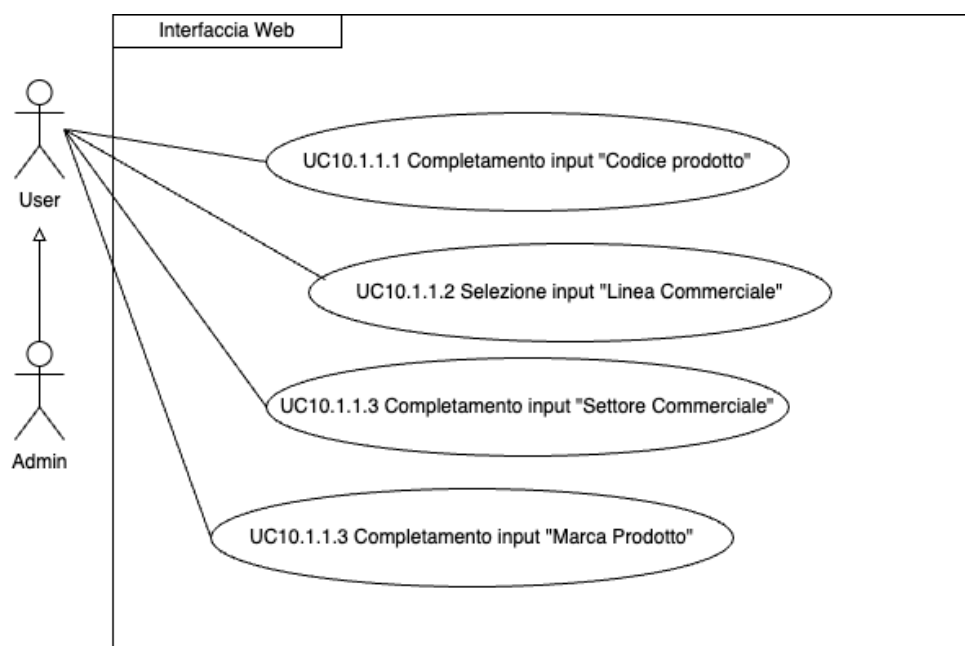 Interfaccia Web
UC10.1.1.1 Completamento input "Codice prodotto"
User
UC10.1.1.2 Selezione input "Linea Commerciale"
UC10.1.1.3 Completamento input "Settore Commerciale"
Admin
UC10.1.1.3 Completamento input "Marca Prodotto"